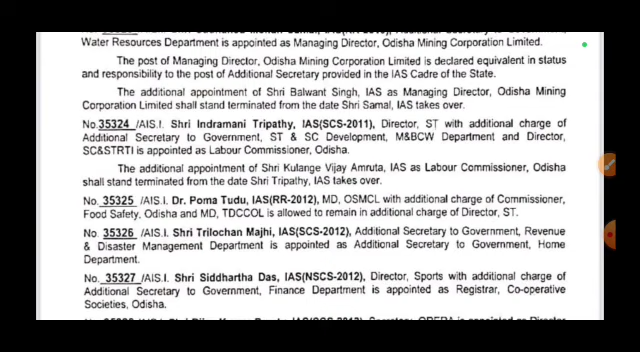 Water Resources Department is appointed as Managing Director, Odisha Mining Corporation Limited.
The post of Managing Director, Odisha Mining Corporation Limited is declared equivalent in status
and responsibility to the post of Additional Secretary provided in the IAS Cadre of the State.
The additional appointment of Shri Balwant Singh, IAS as Managing Director, Odisha Mining
Corporation Limited shall stand terminated from the date Shri Samal, IAS takes over.
No.35324 /AIS.I. Shri Indramani Tripathy, IAS(SCS-2011), Director, ST with additional charge of
Additional Secretary to Government, ST & SC Development, M&BCW Department and Director,
SC&STRTI is appointed as Labour Commissioner, Odisha.
The additional appointment of Shri Kulange Vijay Amruta, IAS as Labour Commissioner, Odisha
shall stand terminated from the date Shri Tripathy, IAS takes over.
No. 35325 /AIS.I. Dr. Poma Tudu, IAS(RR-2012), MD, OSMCL with additional charge of Commissioner,
Food Safety, Odisha and MD, TDCCOL is allowed to remain in additional charge of Director, ST.
No. 35326 /AIS.I. Shri Trilochan Majhi, IAS(SCS-2012), Additional Secretary to Government, Revenue
& Disaster Management Department is appointed as Additional Secretary to Government, Home
Department.
No. 35327 /AIS.I. Shri Siddhartha Das, IAS(NSCS-2012), Director, Sports with additional charge of
Additional Secretary to Government, Finance Department is appointed as Registrar, Co-operative
Societies, Odisha.